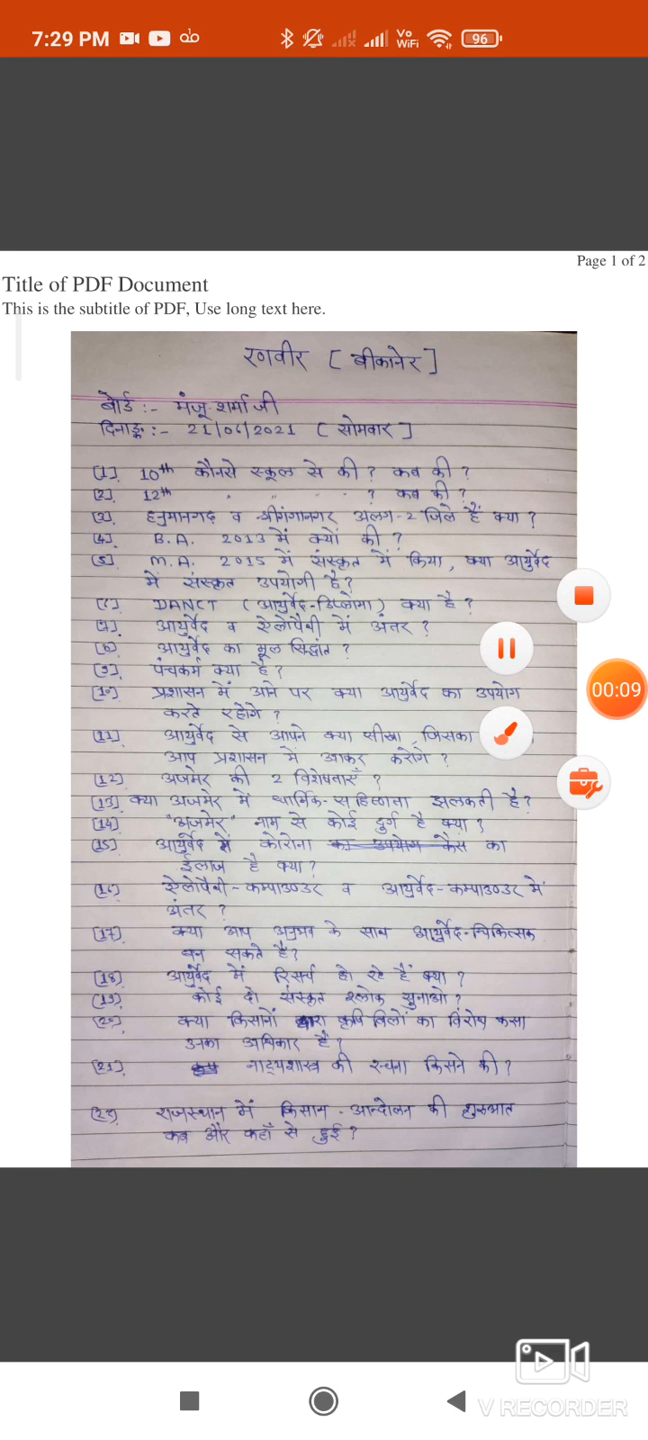 7:29 PM
Vo WiFi
96
Page 1 of 2
Title of PDF Document
This is the subtitle of PDF, Use long text here.
रणवीर [ बीकानेर ]
बोर्ड :- मंजू शर्मा जी
दिनाङ्क :- 21/06/2021 ( सोमवार ]
[1] 10th कौनसे स्कूल से की ? कब की ?
[2] 12th " " " " ? कब की ?
[3] हनुमानगढ व श्रीगंगानगर अलग-2 जिले हैं क्या ?
[4] B.A. 2013 में क्यों की ?
[5] M.A. 2015 में संस्कृत में किया, क्या आयुर्वेद
में संस्कृत उपयोगी है?
DANCT ( आयुर्वेद-डिप्लोमा ) क्या है ?
आयुर्वेद व ऐलोपैथी में अंतर ?
आयुर्वेद का मूल सिद्धांत ?
[9] पंचकर्म क्या है ?
[10] प्रशासन में आने पर क्या आयुर्वेद का उपयोग
करते रहोगे ?
[11] आयुर्वेद से आपने क्या सीखा, जिसका
आप प्रशासन में आकर करोगे ?
00:09
[12] अजमेर की 2 विशेषताएँ ?
[13] क्या अजमेर में धार्मिक-सहिष्णुता झलकती है?
[14] "अजमेर" नाम से कोई दुर्ग है क्या ?
[15] आयुर्वेद में कोरोना का उपयोग केस का
ईलाज है क्या ?
[16] ऐलोपैथी-कम्पाउण्डर व आयुर्वेद-कम्पाउण्डर में
अंतर ?
[17] क्या आप अनुभव के साथ आयुर्वेद-चिकित्सक
बन सकते है?
[18] आयुर्वेद में रिसर्च हो रहे हैं क्या ?
[19] कोई दो संस्कृत श्लोक सुनाओ ?
[20] क्या किसानों द्वारा कृषि बिलों का विरोध करना
उनका अधिकार है ?
[21] नाट्यशास्त्र की रचना किसने की ?
राजस्थान में किसान-आन्दोलन की शुरुआत
कब और कहाँ से हुई ?
V RECORDER